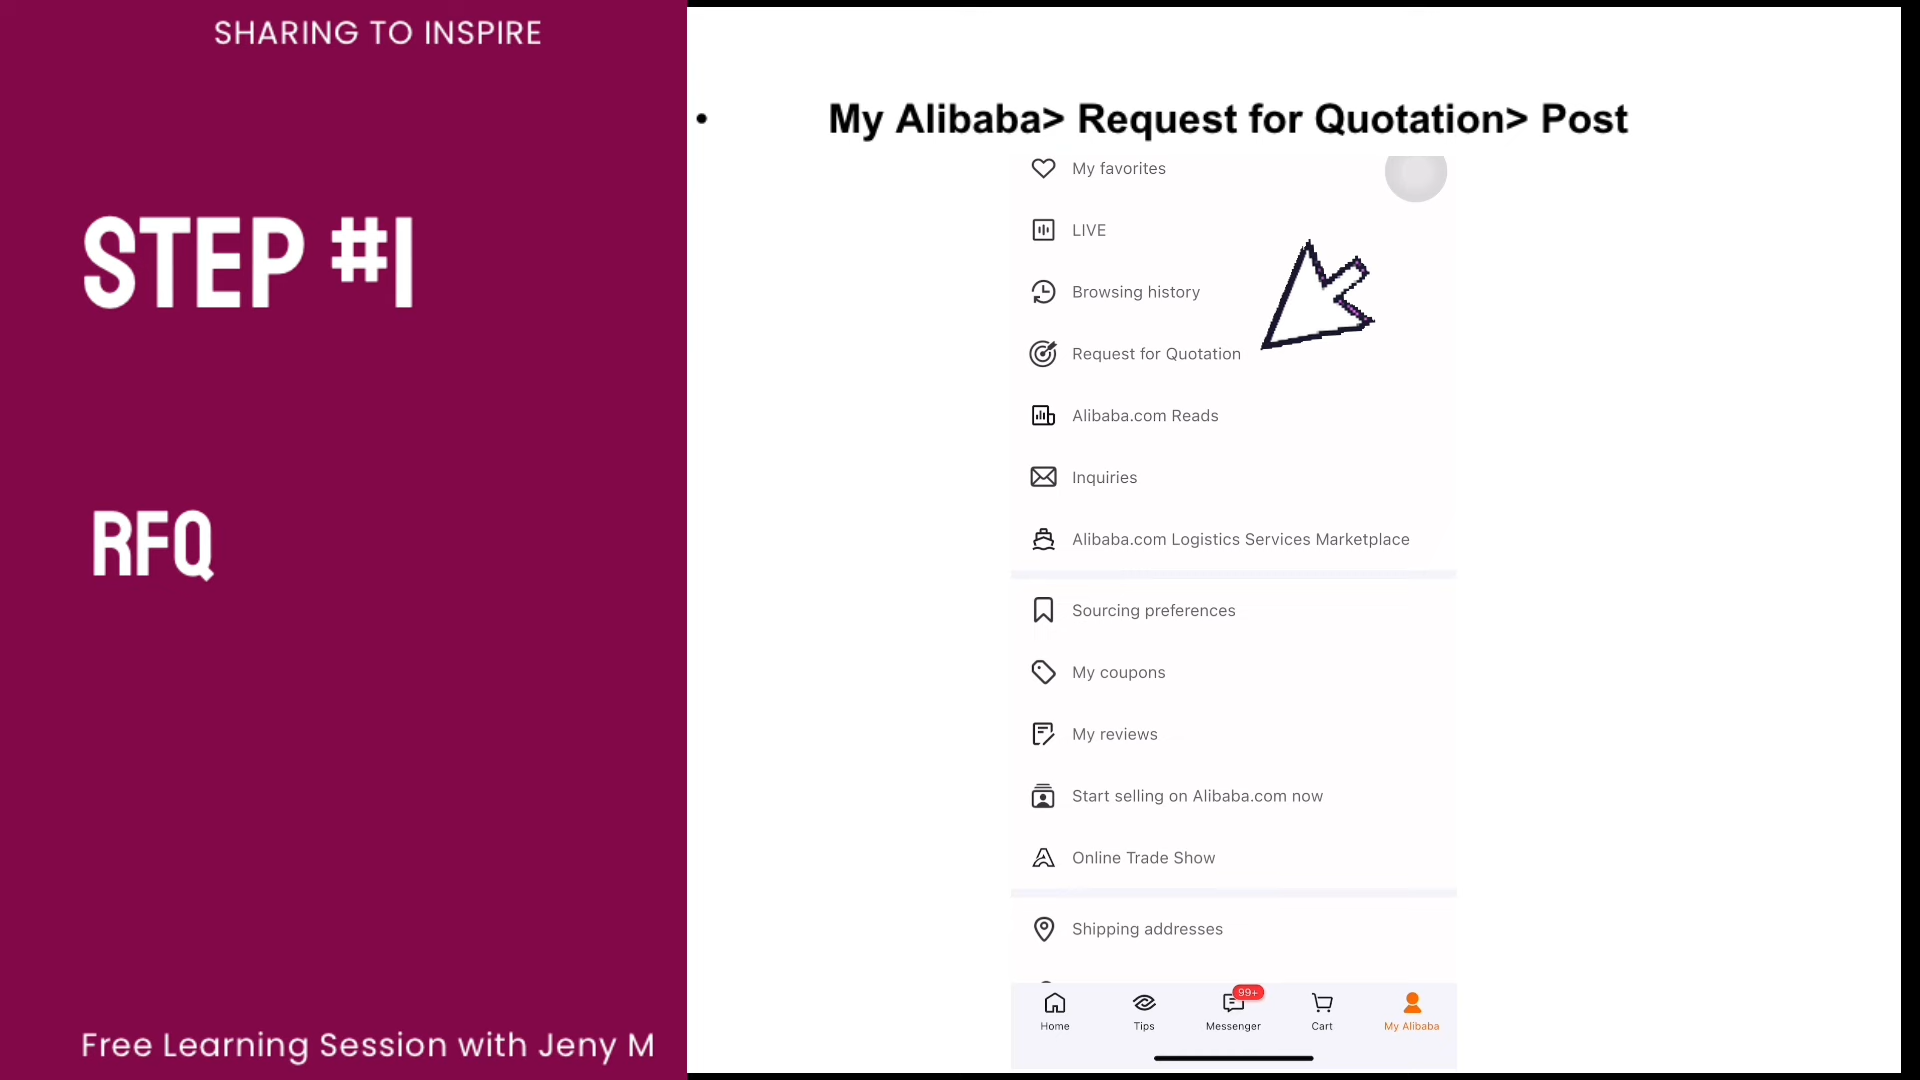 SHARING TO INSPIRE
STEP #1
RFQ
Free Learning Session with Jeny M
• My Alibaba> Request for Quotation> Post
My favorites
LIVE
Browsing history
Request for Quotation
Alibaba.com Reads
Inquiries
Alibaba.com Logistics Services Marketplace
Sourcing preferences
My coupons
My reviews
Start selling on Alibaba.com now
Online Trade Show
Shipping addresses
99+
Home Tips Messenger Cart My Alibaba